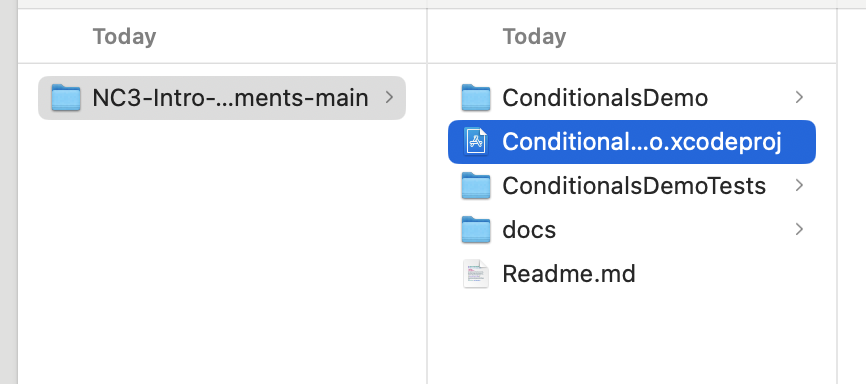 Today
NC3-Intro-...ments-main
Today
ConditionalsDemo
Conditional...o.xcodeproj
ConditionalsDemoTests
docs
Readme.md